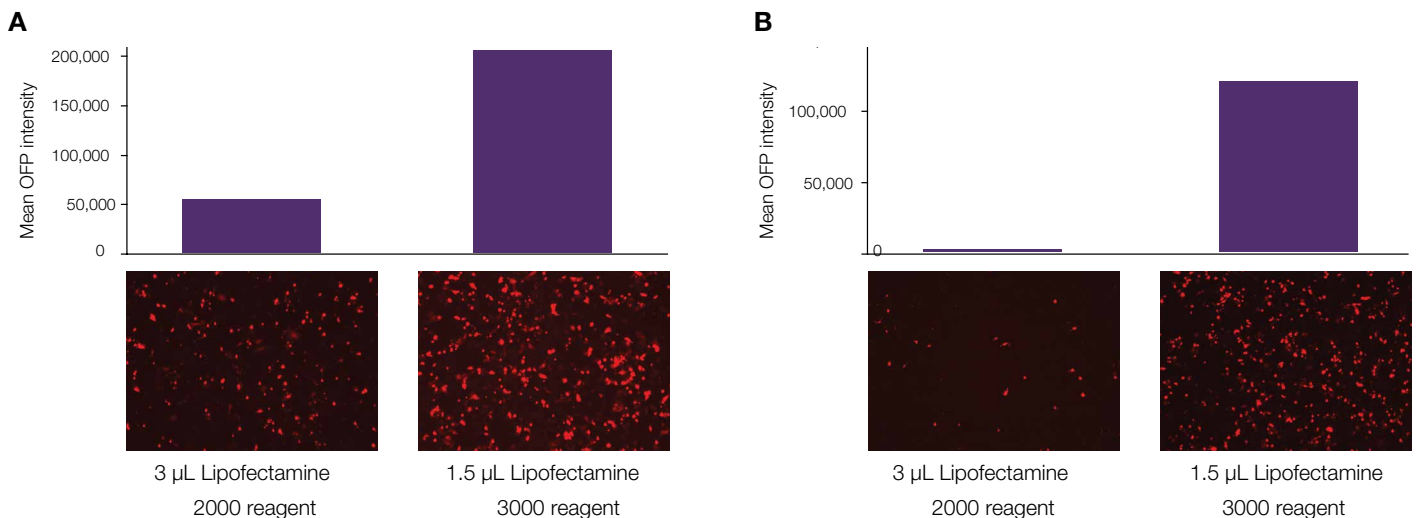 A
Mean OFP intensity
200,000
150,000
100,000
50,000
0
3 µL Lipofectamine
2000 reagent
1.5 µL Lipofectamine
3000 reagent
B
Mean OFP intensity
100,000
50,000
0
3 µL Lipofectamine
2000 reagent
1.5 µL Lipofectamine
3000 reagent